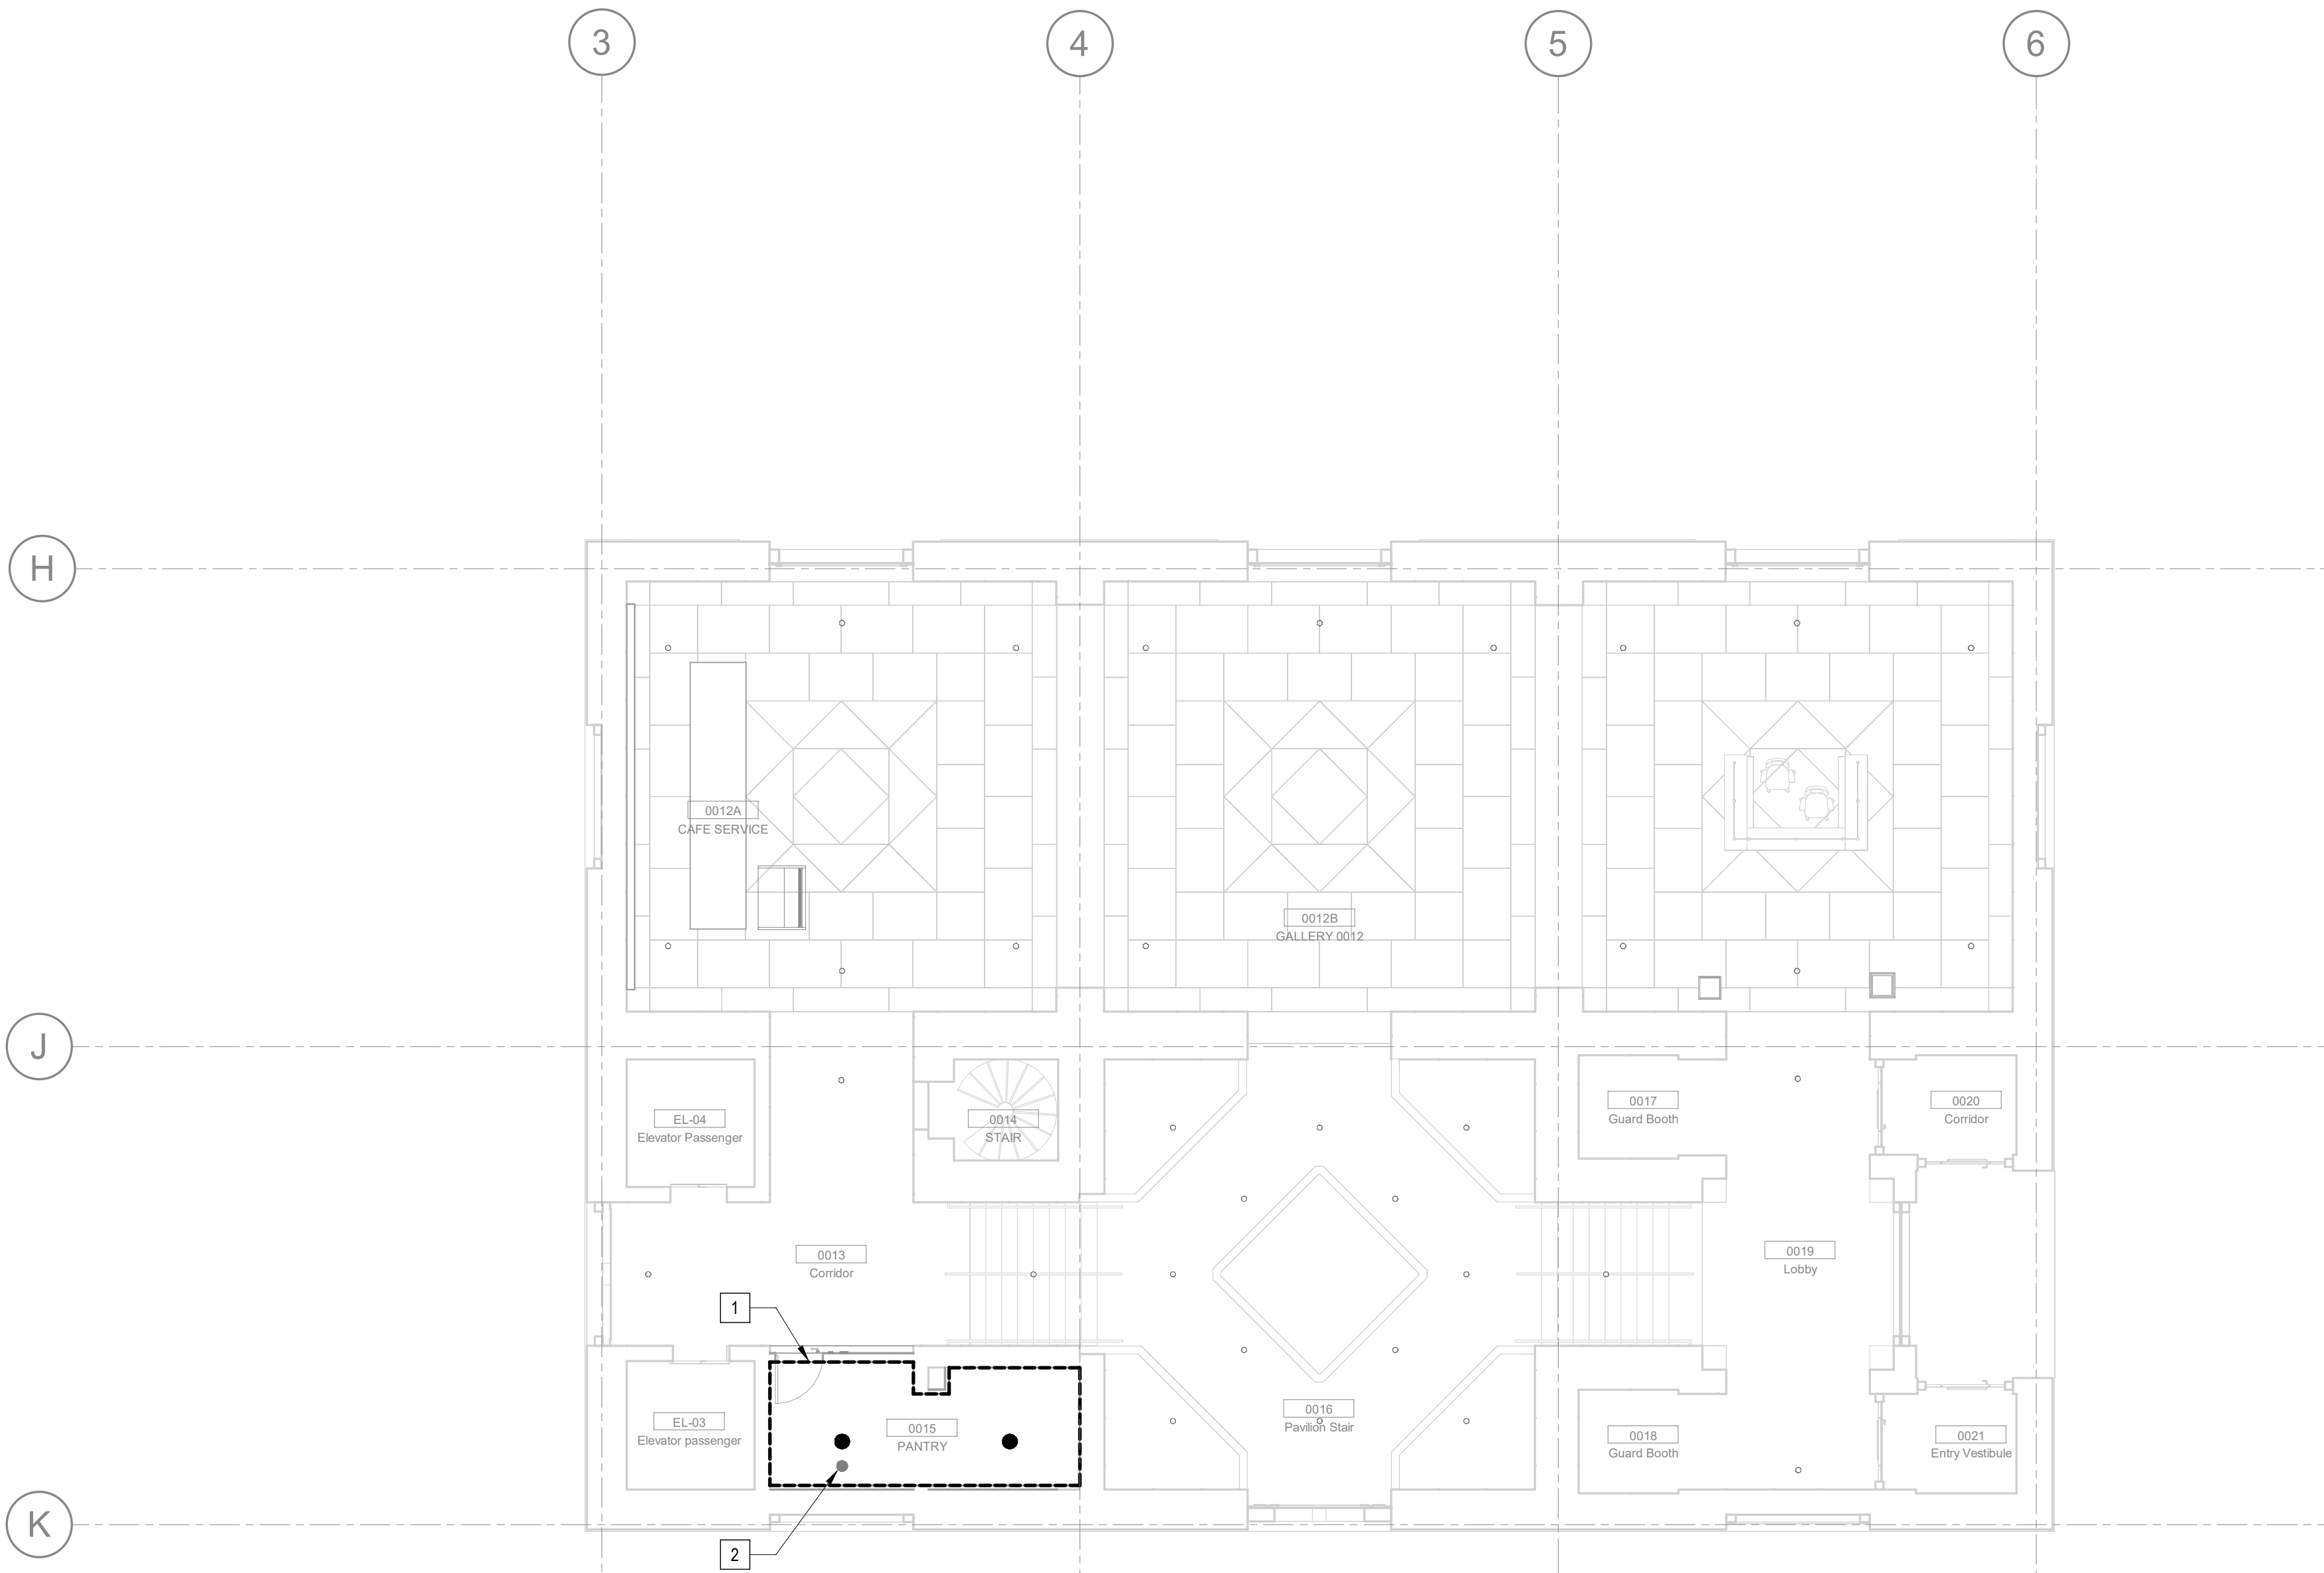 3
4
5
6
H
0012A
CAFE SERVICE
0012B
GALLERY 0012
J
EL-04
Elevator Passenger
0014
STAIR
0017
Guard Booth
0020
Corridor
0013
Corridor
0019
Lobby
1
EL-03
Elevator passenger
0015
PANTRY
0016
Pavilion Stair
0018
Guard Booth
0021
Entry Vestibule
K
2